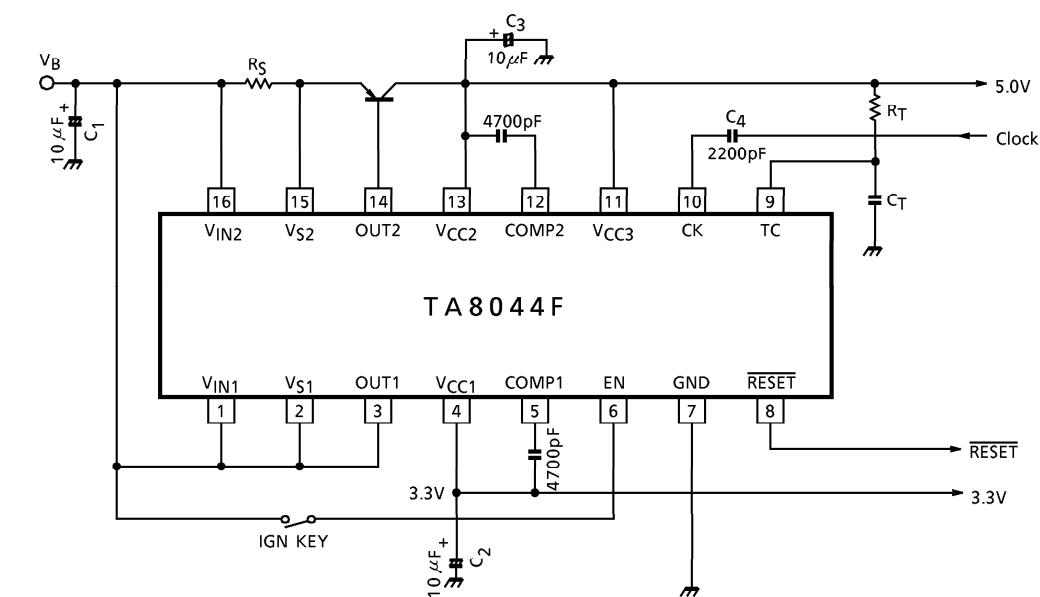 C3
+
10μF
VB
RS
5.0V
10μF +
C1
4700pF
C4
2200pF
RT
Clock
16 15 14 13 12 11 10 9
CT
VIN2 VS2 OUT2 VCC2 COMP2 VCC3 CK TC
TA8044F
VIN1 VS1 OUT1 VCC1 COMP1 EN GND RESET
1 2 3 4 5 6 7 8
4700pF
RESET
3.3V
3.3V
IGN KEY
10μF +
C2